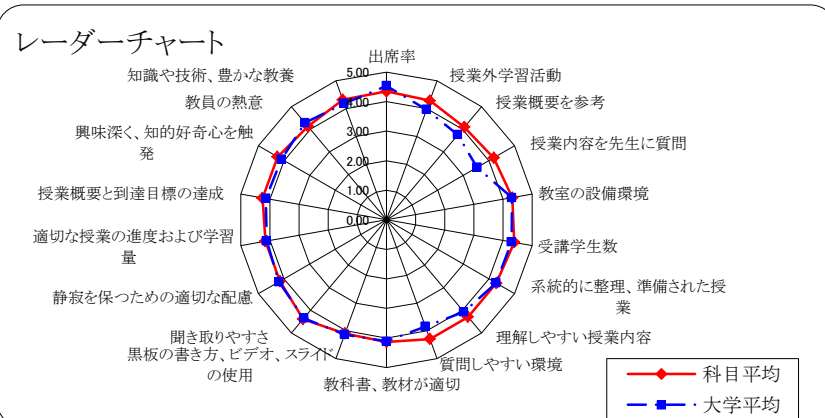 レーダーチャート
出席率
授業外学習活動
授業概要を参考
授業内容を先生に質問
教室の設備環境
受講学生数
系統的に整理、準備された授
業
理解しやすい授業内容
質問しやすい環境
教科書、教材が適切
黒板の書き方、ビデオ、スライド
の使用
聞き取りやすさ
静寂を保つための適切な配慮
適切な授業の進度および学習
量
授業概要と到達目標の達成
興味深く、知的好奇心を触
発
教員の熱意
知識や技術、豊かな教養
5.00
4.00
3.00
2.00
1.00
0.00
科目平均
大学平均